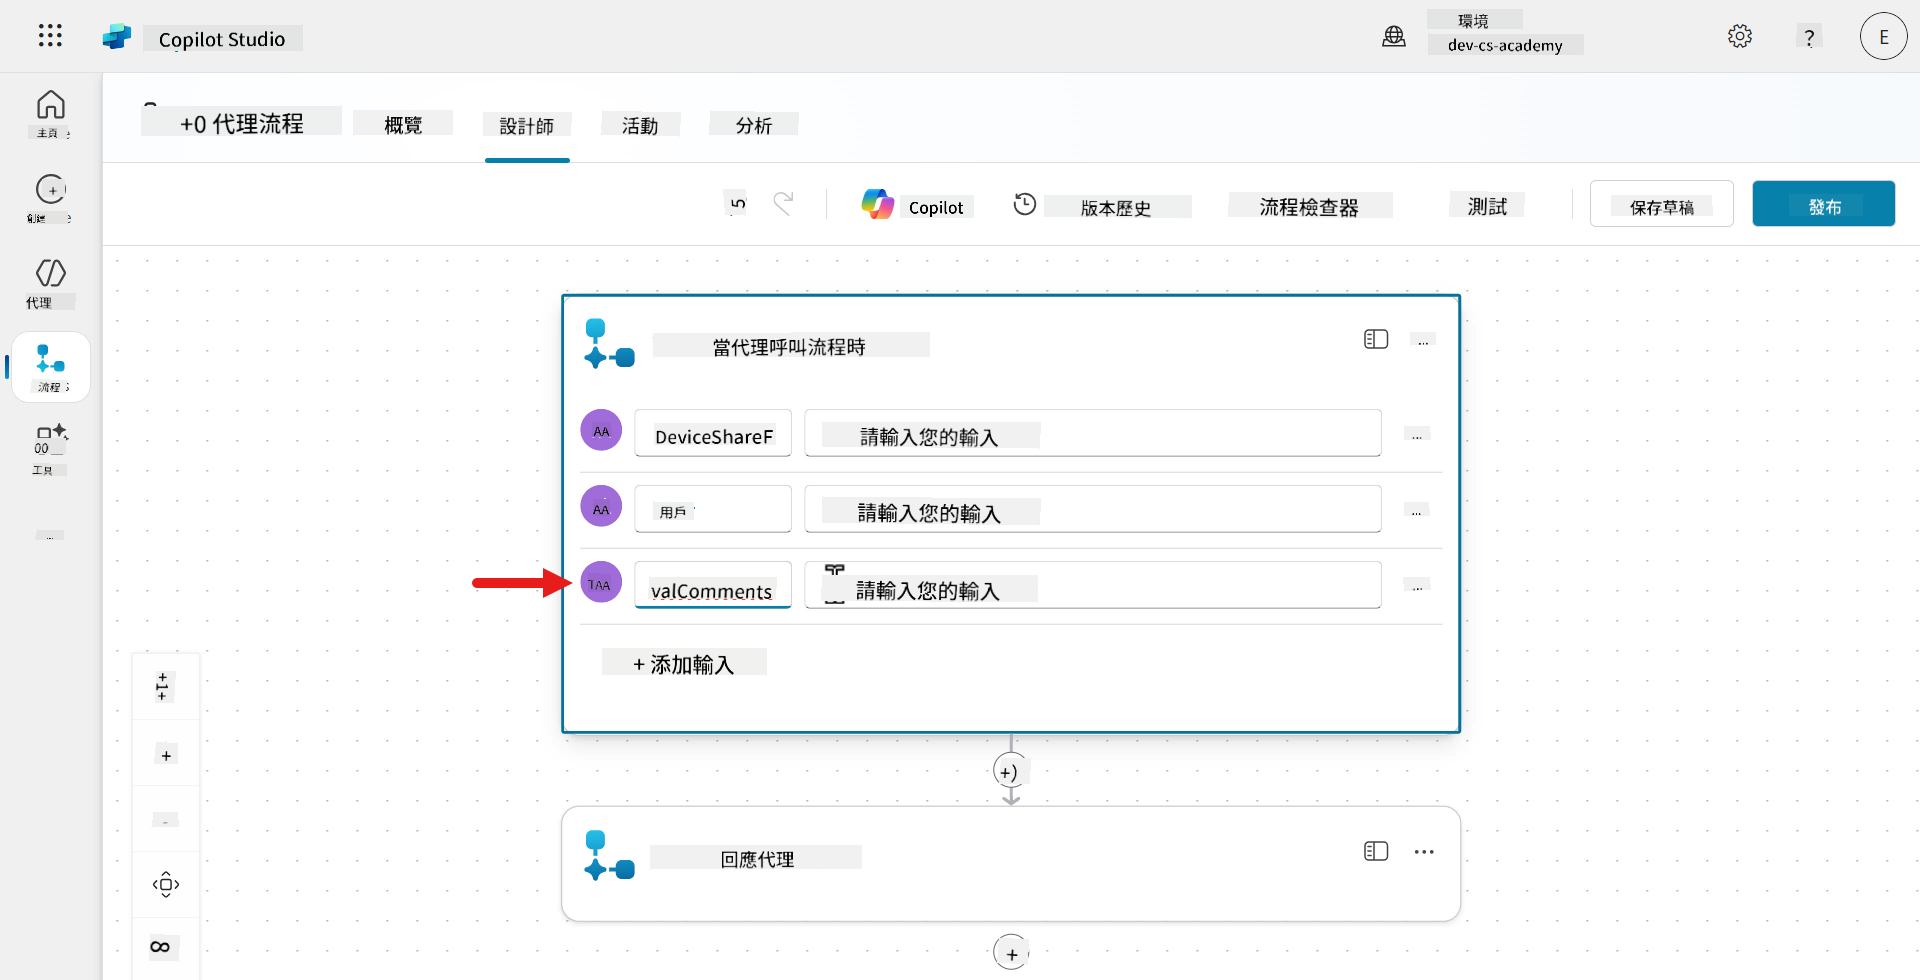 Copilot Studio
環境
dev-cs-academy
?
E
主頁
創建
代理
流程
工具
+0 代理流程
概覽
設計師
活動
分析
Copilot
版本歷史
流程檢查器
測試
保存草稿
發布
當代理呼叫流程時
...
AA
DeviceShareF
請輸入您的輸入
...
AA
用戶
請輸入您的輸入
...
TAA
valComments
請輸入您的輸入
...
+ 添加輸入
回應代理
...